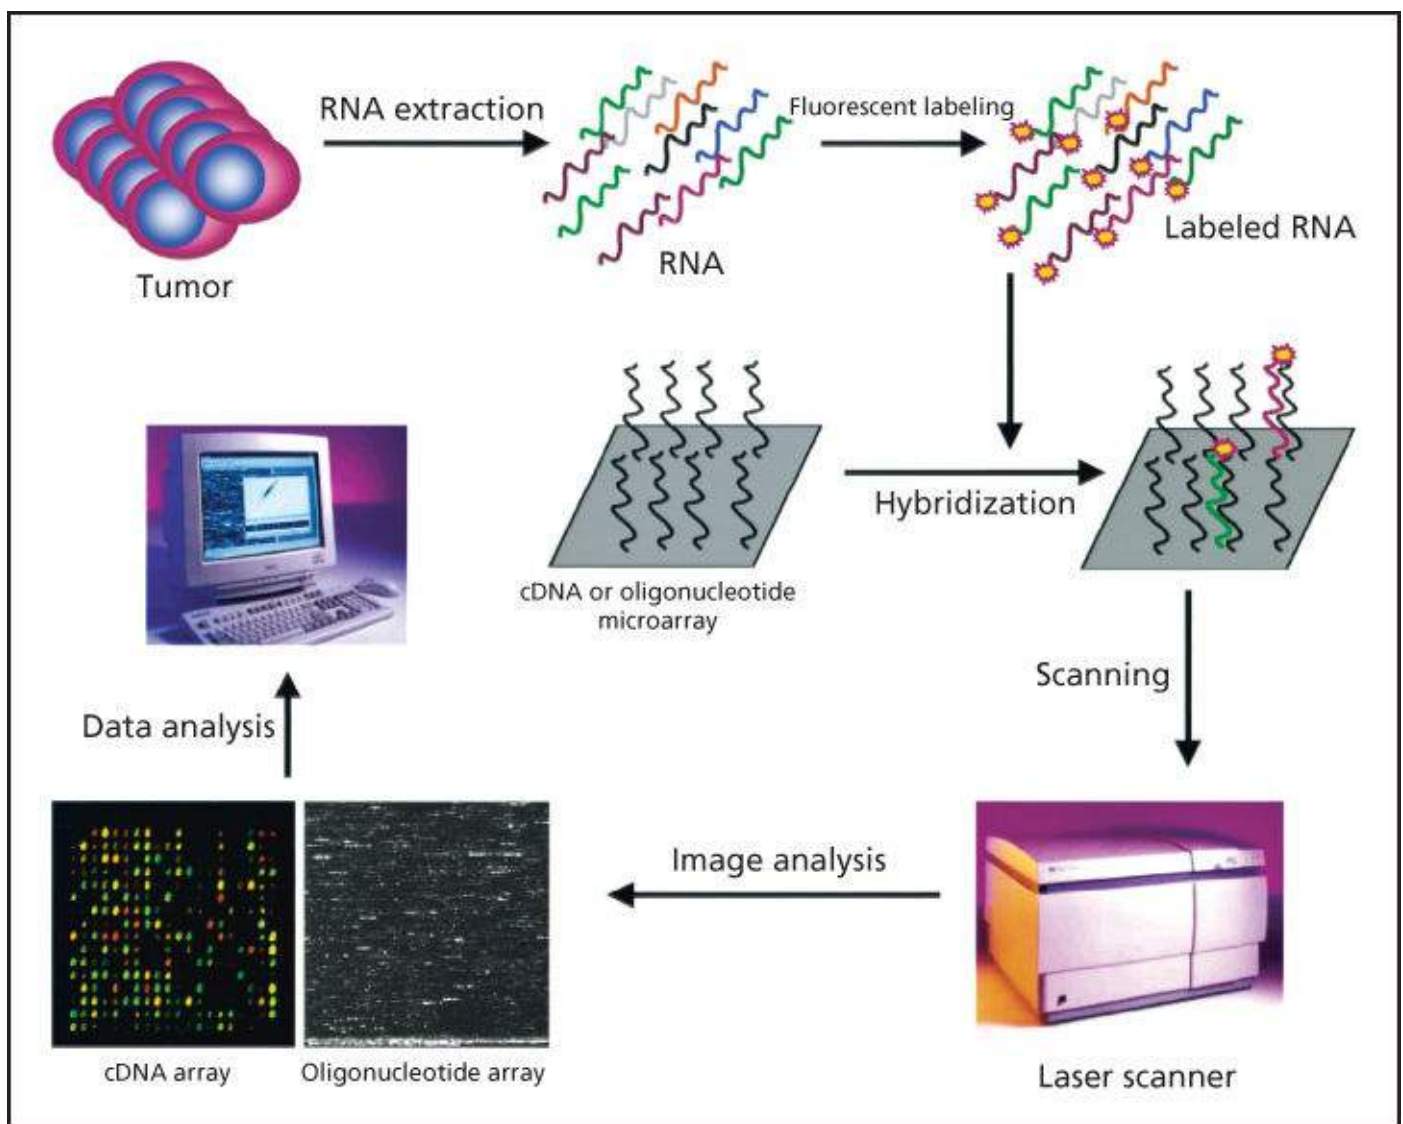 RNA extraction
Fluorescent labeling
Tumor
RNA
Labeled RNA
Hybridization
cDNA or oligonucleotide
microarray
Scanning
Data analysis
Image analysis
cDNA array
Oligonucleotide array
Laser scanner